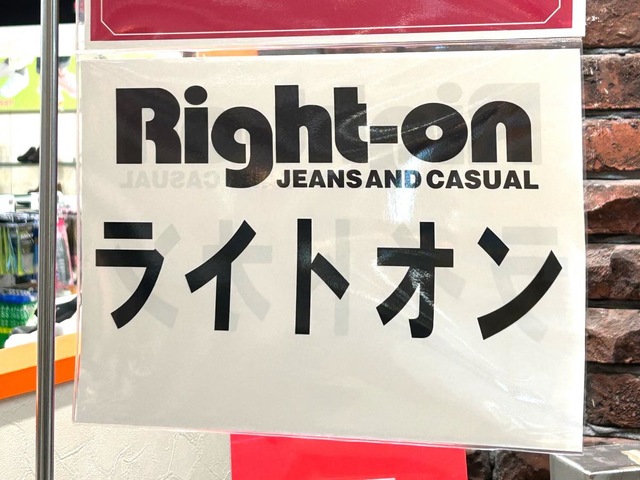 Right-on
JEANS AND CASUAL
ライトオン